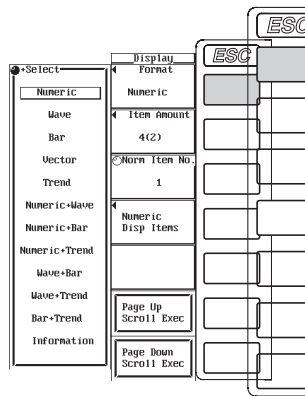 ESC
Display
ESC
+Select
Format
Numeric
Numeric
Wave
Item Amount
Bar
4(2)
Vector
Norm Item No.
Trend
1
Numeric+Wave
Numeric
Numeric+Bar
Disp Items
Numeric+Trend
Wave+Bar
Wave+Trend
Page Up
Bar+Trend
Scroll Exec
Information
Page Down
Scroll Exec